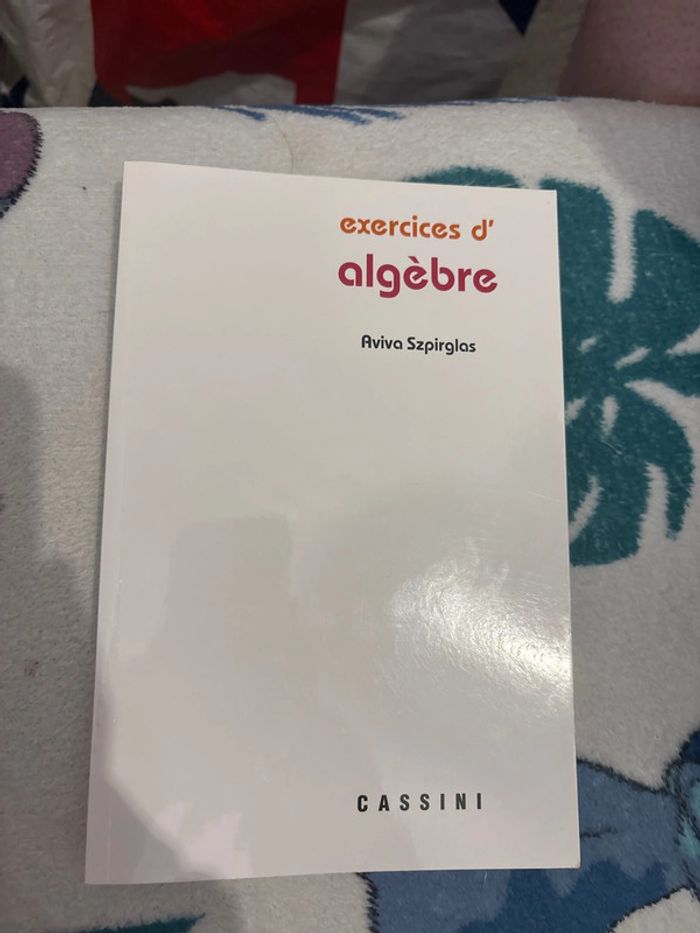 exercices d'
algèbre
Aviva Szpirglas
CASSINI